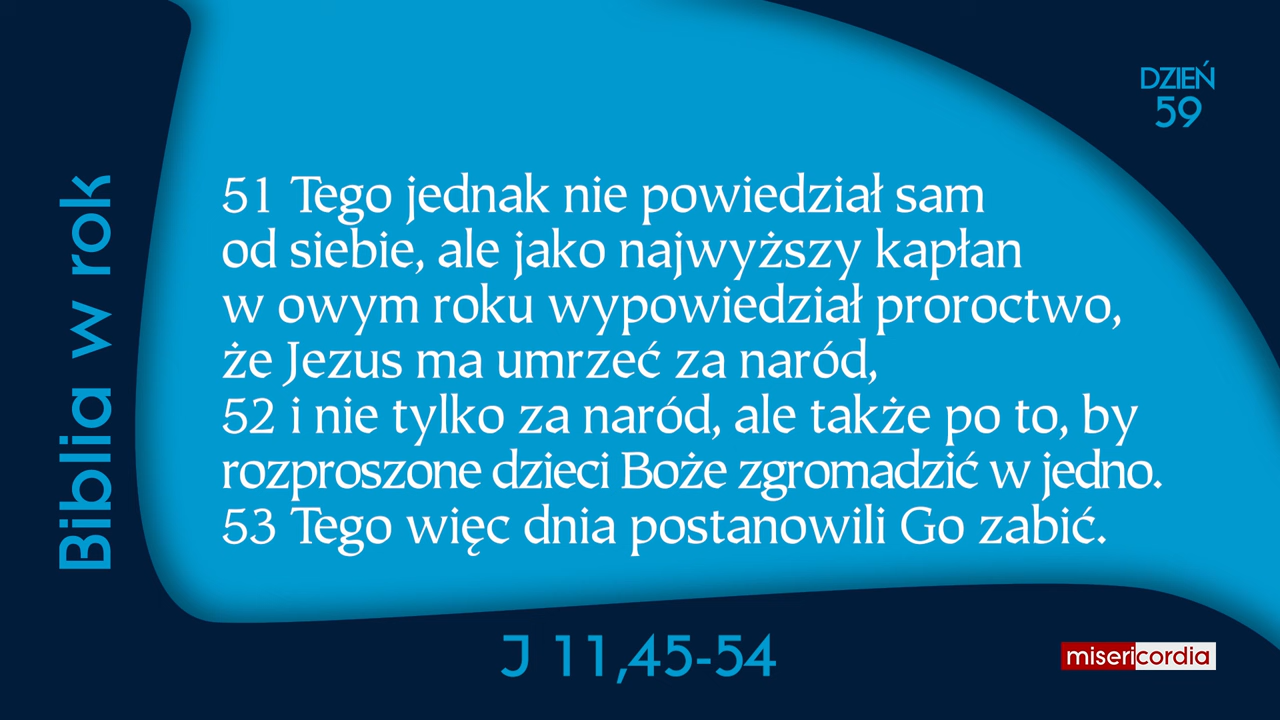 DZIEŃ
59
Biblia w rok
51 Tego jednak nie powiedział sam
od siebie, ale jako najwyższy kapłan
w owym roku wypowiedział proroctwo,
że Jezus ma umrzeć za naród,
52 i nie tylko za naród, ale także po to, by
rozproszone dzieci Boże zgromadzić w jedno.
53 Tego więc dnia postanowili Go zabić.
J 11,45-54
misericordia